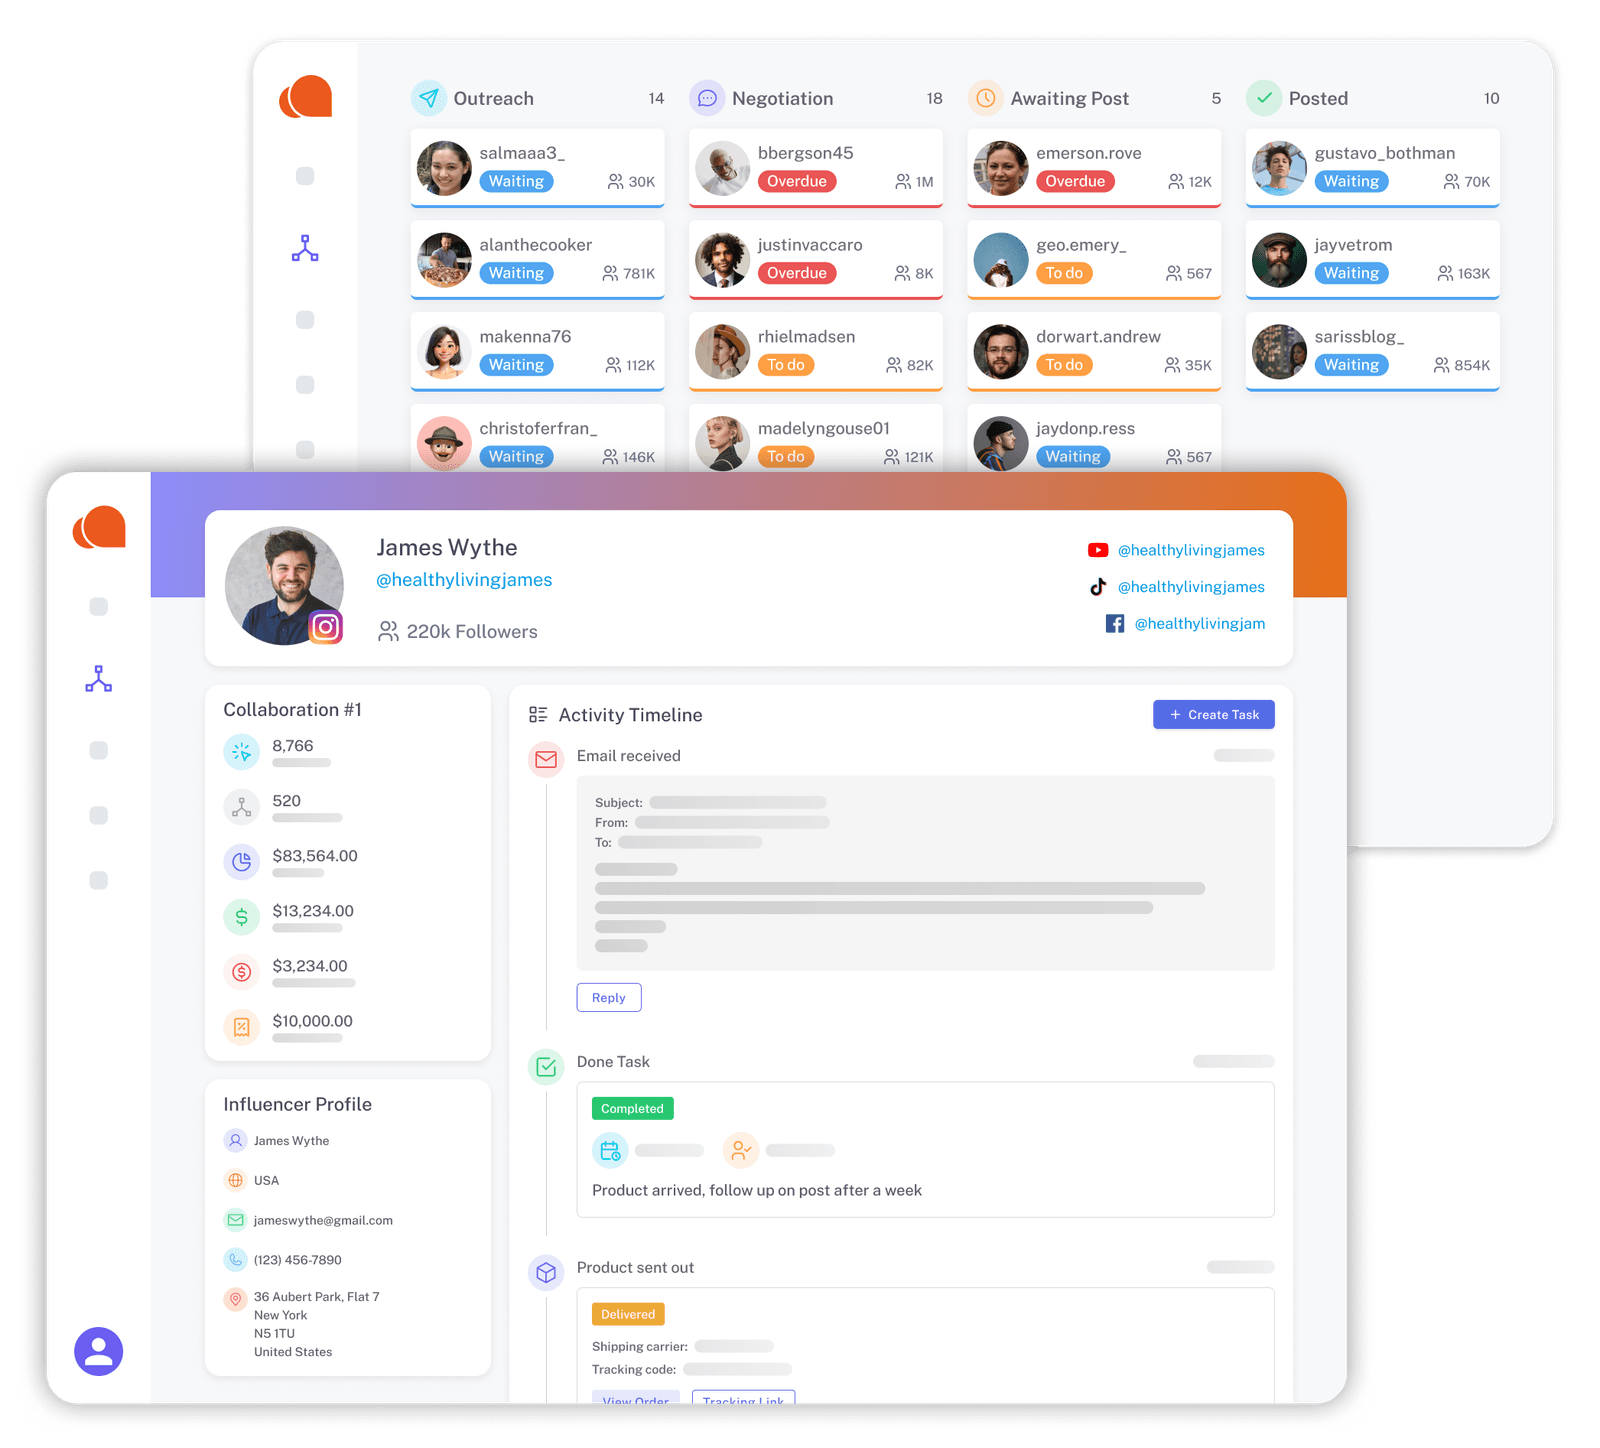 Outreach 14
salmaaa3_
Waiting 30K
alanthecooker
Waiting 781K
makenna76
Waiting 112K
christoferfran_
Waiting 146K
Negotiation 18
bbergson45
Overdue 1M
justinvaccaro
Overdue 8K
rhielmadsen
To do 82K
madelyngouse01
To do 121K
Awaiting Post 5
emerson.rove
Overdue 12K
geo.emery_
To do 567
dorwart.andrew
To do 35K
jaydonp.ress
Waiting 567
Posted 10
gustavo_bothman
Waiting 70K
jayvetrom
Waiting 163K
sarissblog_
Waiting 854K
James Wythe
@healthylivingjames
220k Followers
@healthylivingjames
@healthylivingjames
@healthylivingjam
Collaboration #1
8,766
520
$83,564.00
$13,234.00
$3,234.00
$10,000.00
Influencer Profile
James Wythe
USA
jameswythe@gmail.com
(123) 456-7890
36 Aubert Park, Flat 7
New York
N5 1TU
United States
Activity Timeline
+ Create Task
Email received
Subject:
From:
To:
Reply
Done Task
Completed
Product arrived, follow up on post after a week
Product sent out
Delivered
Shipping carrier:
Tracking code:
View Order Tracking Link